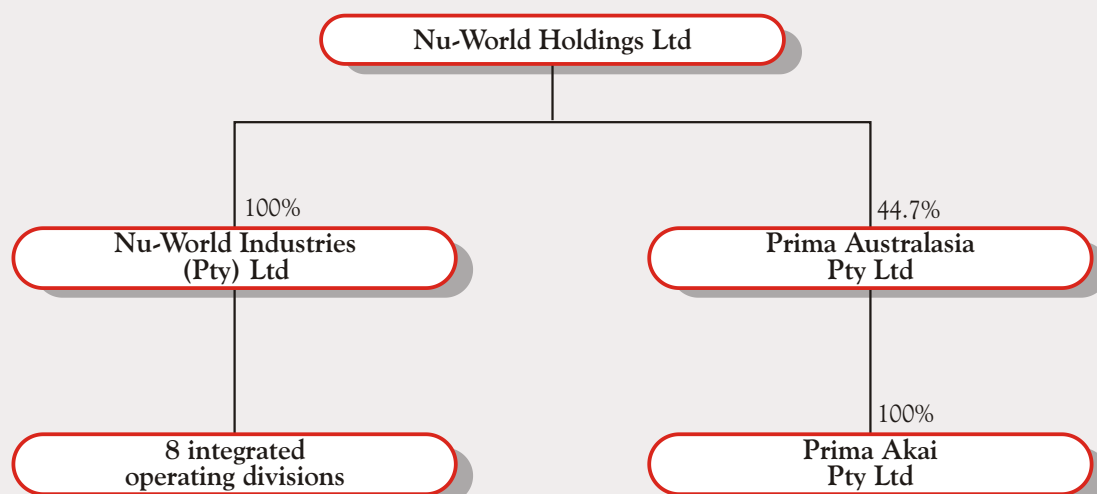 Nu-World Holdings Ltd
100%
44.7%
Nu-World Industries
(Pty) Ltd
Prima Australasia
Pty Ltd
100%
8 integrated
operating divisions
Prima Akai
Pty Ltd